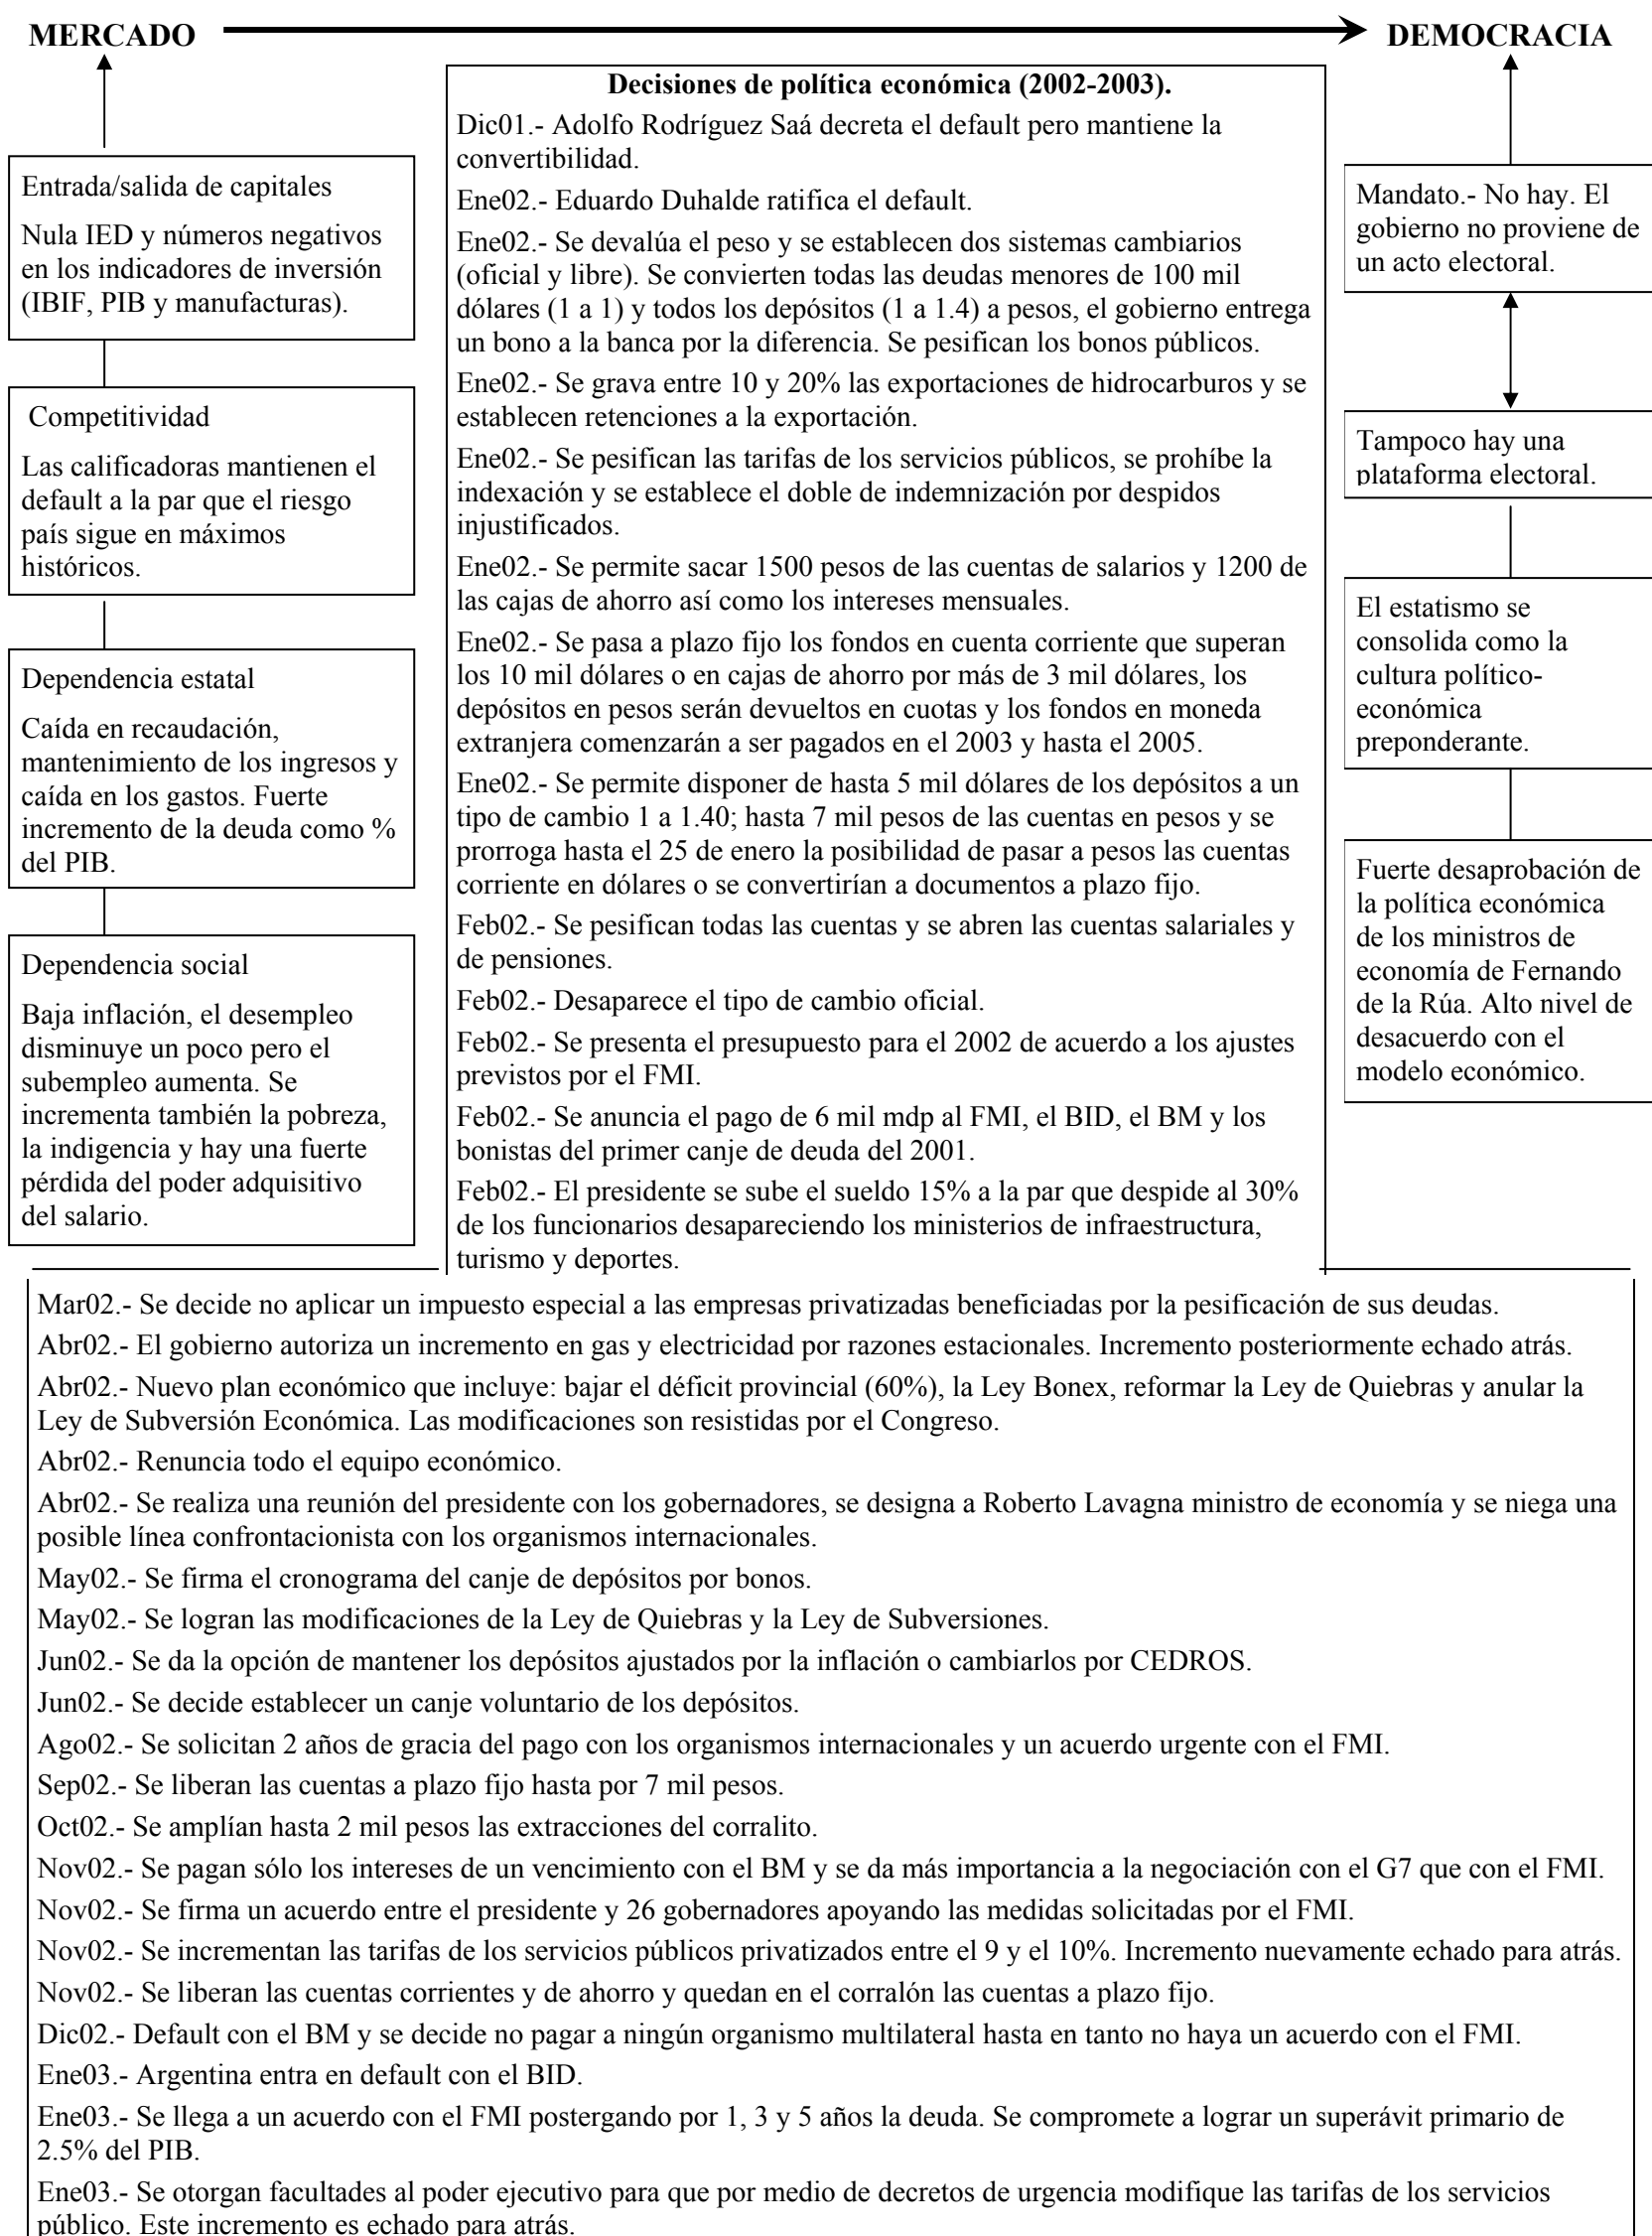 MERCADO
DEMOCRACIA
Entrada/salida de capitales
Nula IED y números negativos
en los indicadores de inversión
(IBIF, PIB y manufacturas).
Competitividad
Las calificadoras mantienen el
default a la par que el riesgo
país sigue en máximos
históricos.
Dependencia estatal
Caída en recaudación,
mantenimiento de los ingresos y
caída en los gastos. Fuerte
incremento de la deuda como %
del PIB.
Dependencia social
Baja inflación, el desempleo
disminuye un poco pero el
subempleo aumenta. Se
incrementa también la pobreza,
la indigencia y hay una fuerte
pérdida del poder adquisitivo
del salario.
Decisiones de política económica (2002-2003).
Dic01.- Adolfo Rodríguez Saá decreta el default pero mantiene la
convertibilidad.
Ene02.- Eduardo Duhalde ratifica el default.
Ene02.- Se devalúa el peso y se establecen dos sistemas cambiarios
(oficial y libre). Se convierten todas las deudas menores de 100 mil
dólares (1 a 1) y todos los depósitos (1 a 1.4) a pesos, el gobierno entrega
un bono a la banca por la diferencia. Se pesifican los bonos públicos.
Ene02.- Se grava entre 10 y 20% las exportaciones de hidrocarburos y se
establecen retenciones a la exportación.
Ene02.- Se pesifican las tarifas de los servicios públicos, se prohíbe la
indexación y se establece el doble de indemnización por despidos
injustificados.
Ene02.- Se permite sacar 1500 pesos de las cuentas de salarios y 1200 de
las cajas de ahorro así como los intereses mensuales.
Ene02.- Se pasa a plazo fijo los fondos en cuenta corriente que superan
los 10 mil dólares o en cajas de ahorro por más de 3 mil dólares, los
depósitos en pesos serán devueltos en cuotas y los fondos en moneda
extranjera comenzarán a ser pagados en el 2003 y hasta el 2005.
Ene02.- Se permite disponer de hasta 5 mil dólares de los depósitos a un
tipo de cambio 1 a 1.40; hasta 7 mil pesos de las cuentas en pesos y se
prorroga hasta el 25 de enero la posibilidad de pasar a pesos las cuentas
corriente en dólares o se convertirían a documentos a plazo fijo.
Feb02.- Se pesifican todas las cuentas y se abren las cuentas salariales y
de pensiones.
Feb02.- Desaparece el tipo de cambio oficial.
Feb02.- Se presenta el presupuesto para el 2002 de acuerdo a los ajustes
previstos por el FMI.
Feb02.- Se anuncia el pago de 6 mil mdp al FMI, el BID, el BM y los
bonistas del primer canje de deuda del 2001.
Feb02.- El presidente se sube el sueldo 15% a la par que despide al 30%
de los funcionarios desapareciendo los ministerios de infraestructura,
turismo y deportes.
Mandato.- No hay. El
gobierno no proviene de
un acto electoral.
Tampoco hay una
plataforma electoral.
El estatismo se
consolida como la
cultura político-
económica
preponderante.
Fuerte desaprobación de
la política económica
de los ministros de
economía de Fernando
de la Rúa. Alto nivel de
desacuerdo con el
modelo económico.
Mar02.- Se decide no aplicar un impuesto especial a las empresas privatizadas beneficiadas por la pesificación de sus deudas.
Abr02.- El gobierno autoriza un incremento en gas y electricidad por razones estacionales. Incremento posteriormente echado atrás.
Abr02.- Nuevo plan económico que incluye: bajar el déficit provincial (60%), la Ley Bonex, reformar la Ley de Quiebras y anular la
Ley de Subversión Económica. Las modificaciones son resistidas por el Congreso.
Abr02.- Renuncia todo el equipo económico.
Abr02.- Se realiza una reunión del presidente con los gobernadores, se designa a Roberto Lavagna ministro de economía y se niega una
posible línea confrontacionista con los organismos internacionales.
May02.- Se firma el cronograma del canje de depósitos por bonos.
May02.- Se logran las modificaciones de la Ley de Quiebras y la Ley de Subversiones.
Jun02.- Se da la opción de mantener los depósitos ajustados por la inflación o cambiarlos por CEDROS.
Jun02.- Se decide establecer un canje voluntario de los depósitos.
Ago02.- Se solicitan 2 años de gracia del pago con los organismos internacionales y un acuerdo urgente con el FMI.
Sep02.- Se liberan las cuentas a plazo fijo hasta por 7 mil pesos.
Oct02.- Se amplían hasta 2 mil pesos las extracciones del corralito.
Nov02.- Se pagan sólo los intereses de un vencimiento con el BM y se da más importancia a la negociación con el G7 que con el FMI.
Nov02.- Se firma un acuerdo entre el presidente y 26 gobernadores apoyando las medidas solicitadas por el FMI.
Nov02.- Se incrementan las tarifas de los servicios públicos privatizados entre el 9 y el 10%. Incremento nuevamente echado para atrás.
Nov02.- Se liberan las cuentas corrientes y de ahorro y quedan en el corralón las cuentas a plazo fijo.
Dic02.- Default con el BM y se decide no pagar a ningún organismo multilateral hasta en tanto no haya un acuerdo con el FMI.
Ene03.- Argentina entra en default con el BID.
Ene03.- Se llega a un acuerdo con el FMI postergando por 1, 3 y 5 años la deuda. Se compromete a lograr un superávit primario de
2.5% del PIB.
Ene03.- Se otorgan facultades al poder ejecutivo para que por medio de decretos de urgencia modifique las tarifas de los servicios
público. Este incremento es echado para atrás.